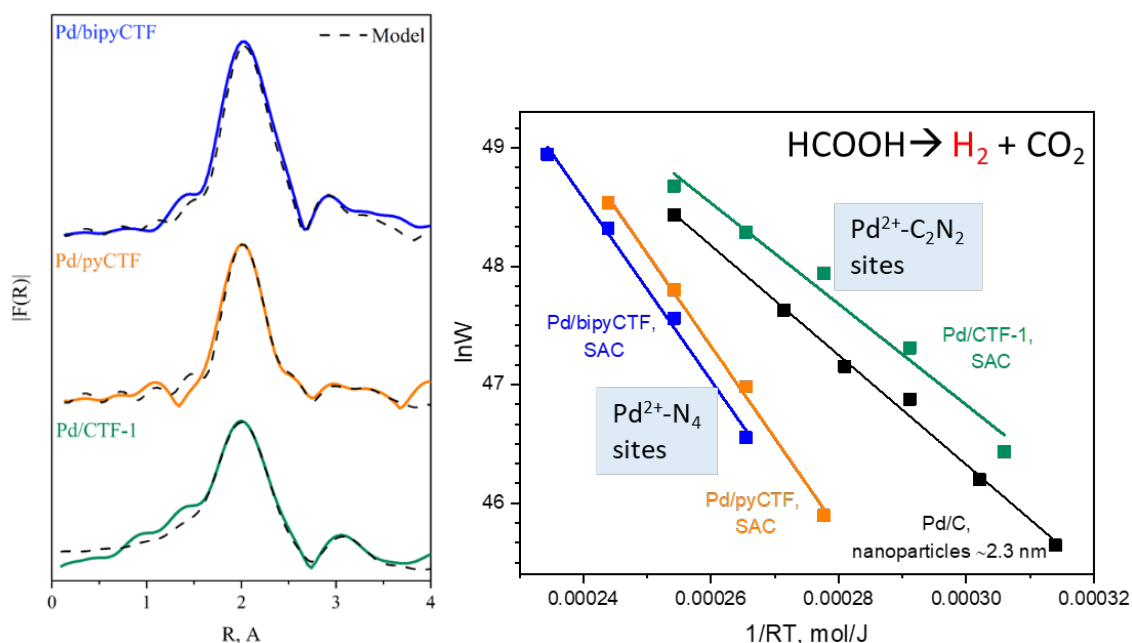 Pd/bipyCTF
Model
Pd/pyCTF
Pd/CTF-1
|F(R)|
0 1 2 3 4
R, A
HCOOH→ H₂ + CO₂
49
48
47
46
lnW
Pd²⁺-C₂N₂
sites
Pd/bipyCTF,
SAC
Pd/CTF-1,
SAC
Pd²⁺-N₄
sites
Pd/pyCTF,
SAC
Pd/C,
nanoparticles ~2.3 nm
0.00024 0.00026 0.00028 0.00030 0.00032
1/RT, mol/J